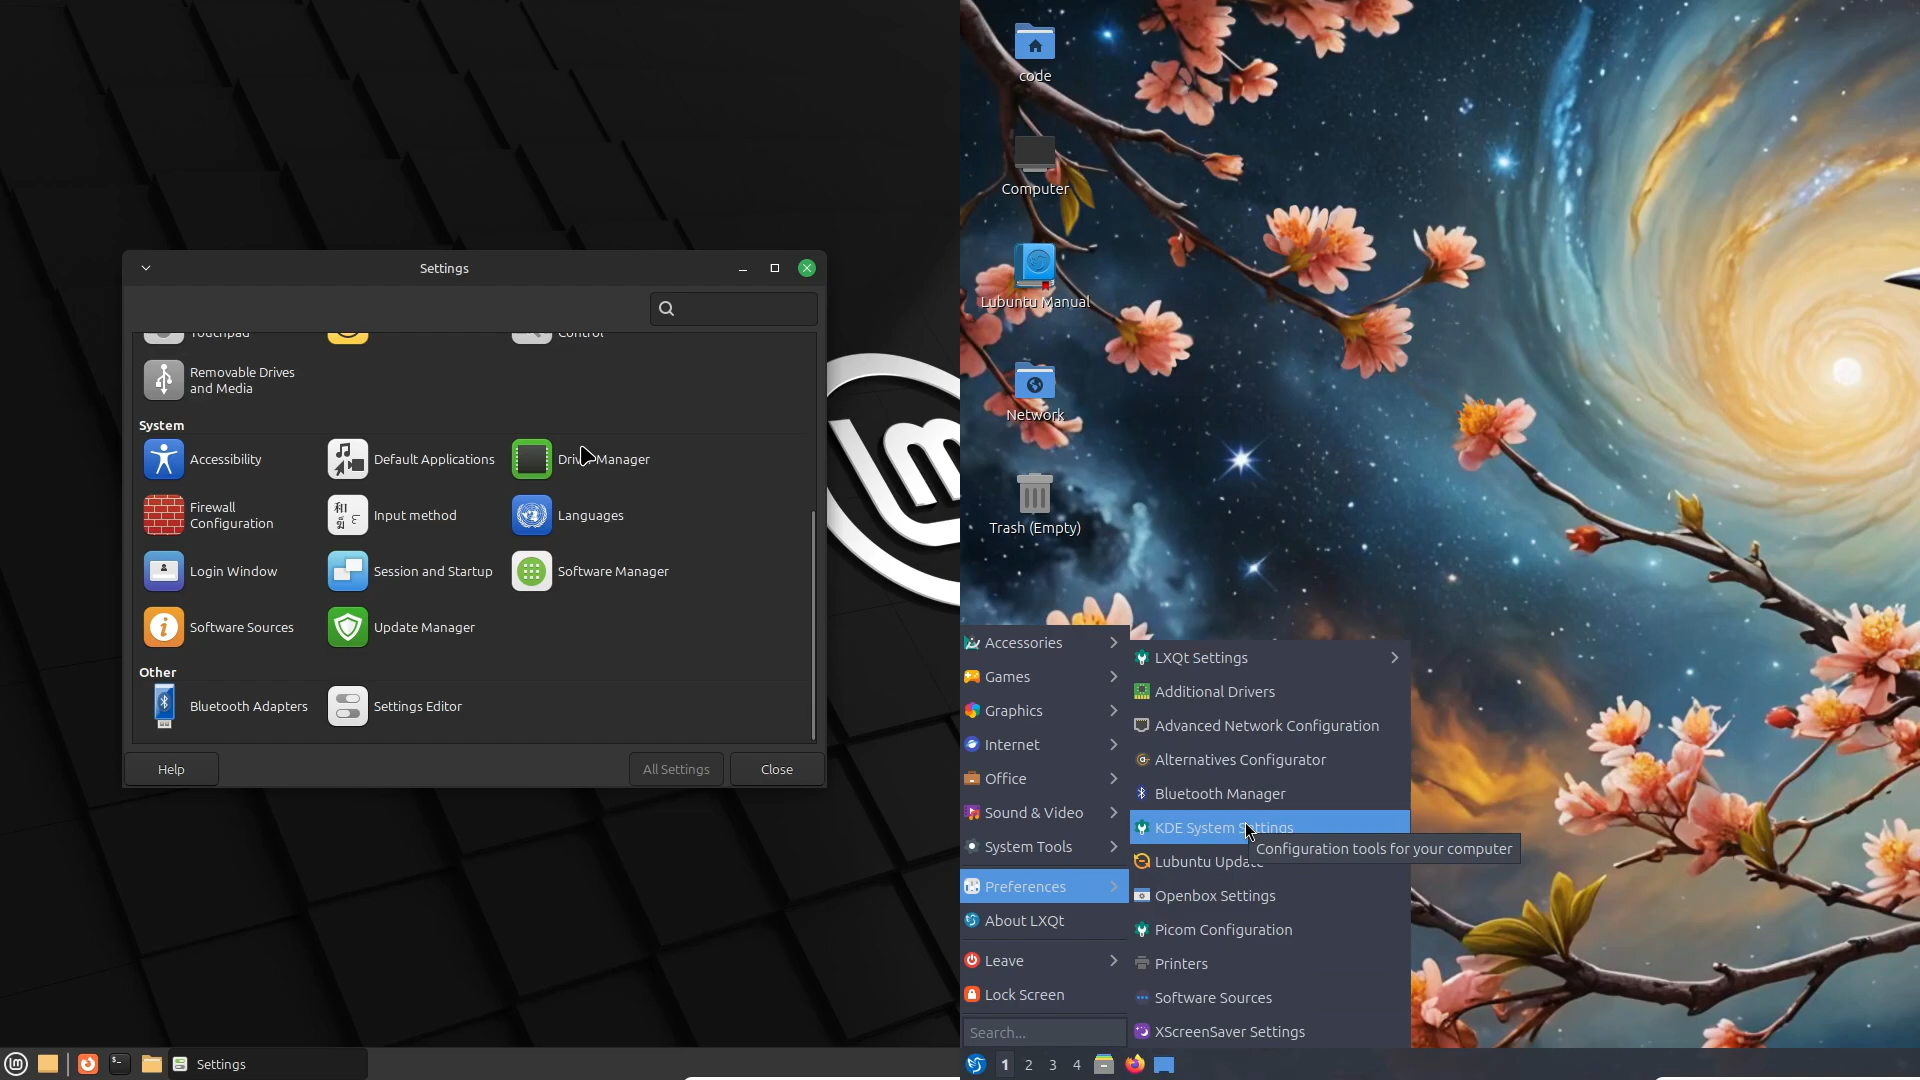 Settings
Touchpad
Control
Removable Drives
and Media
System
Accessibility
Default Applications
Manager
Firewall
Configuration
Input method
Languages
Login Window
Session and Startup
Software Manager
Software Sources
Update Manager
Other
Bluetooth Adapters
Settings Editor
Help
All Settings
Close
Settings
code
Computer
Lubuntu Manual
Network
Trash (Empty)
Accessories
Games
Graphics
Internet
Office
Sound & Video
System Tools
Preferences
About LXQt
Leave
Lock Screen
Search...
LXQt Settings
Additional Drivers
Advanced Network Configuration
Alternatives Configurator
Bluetooth Manager
KDE System Settings
Configuration tools for your computer
Lubuntu Update
Openbox Settings
Picom Configuration
Printers
Software Sources
XScreenSaver Settings
1
2
3
4